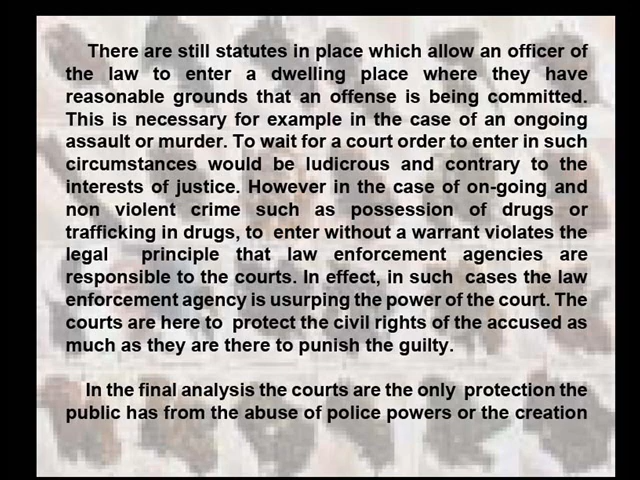 There are still statutes in place which allow an officer of
the law to enter a dwelling place where they have
reasonable grounds that an offense is being committed.
This is necessary for example in the case of an ongoing
assault or murder. To wait for a court order to enter in such
circumstances would be ludicrous and contrary to the
interests of justice. However in the case of on-going and
non violent crime such as possession of drugs or
trafficking in drugs, to enter without a warrant violates the
legal principle that law enforcement agencies are
responsible to the courts. In effect, in such cases the law
enforcement agency is usurping the power of the court. The
courts are here to protect the civil rights of the accused as
much as they are there to punish the guilty.
In the final analysis the courts are the only protection the
public has from the abuse of police powers or the creation